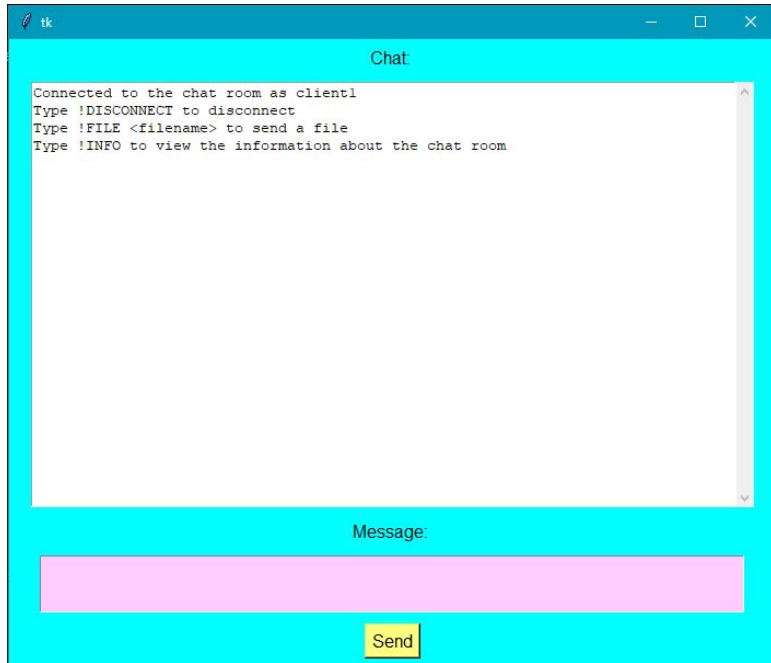 tk
Chat:
Connected to the chat room as client1
Type !DISCONNECT to disconnect
Type !FILE <filename> to send a file
Type !INFO to view the information about the chat room
Message:
Send